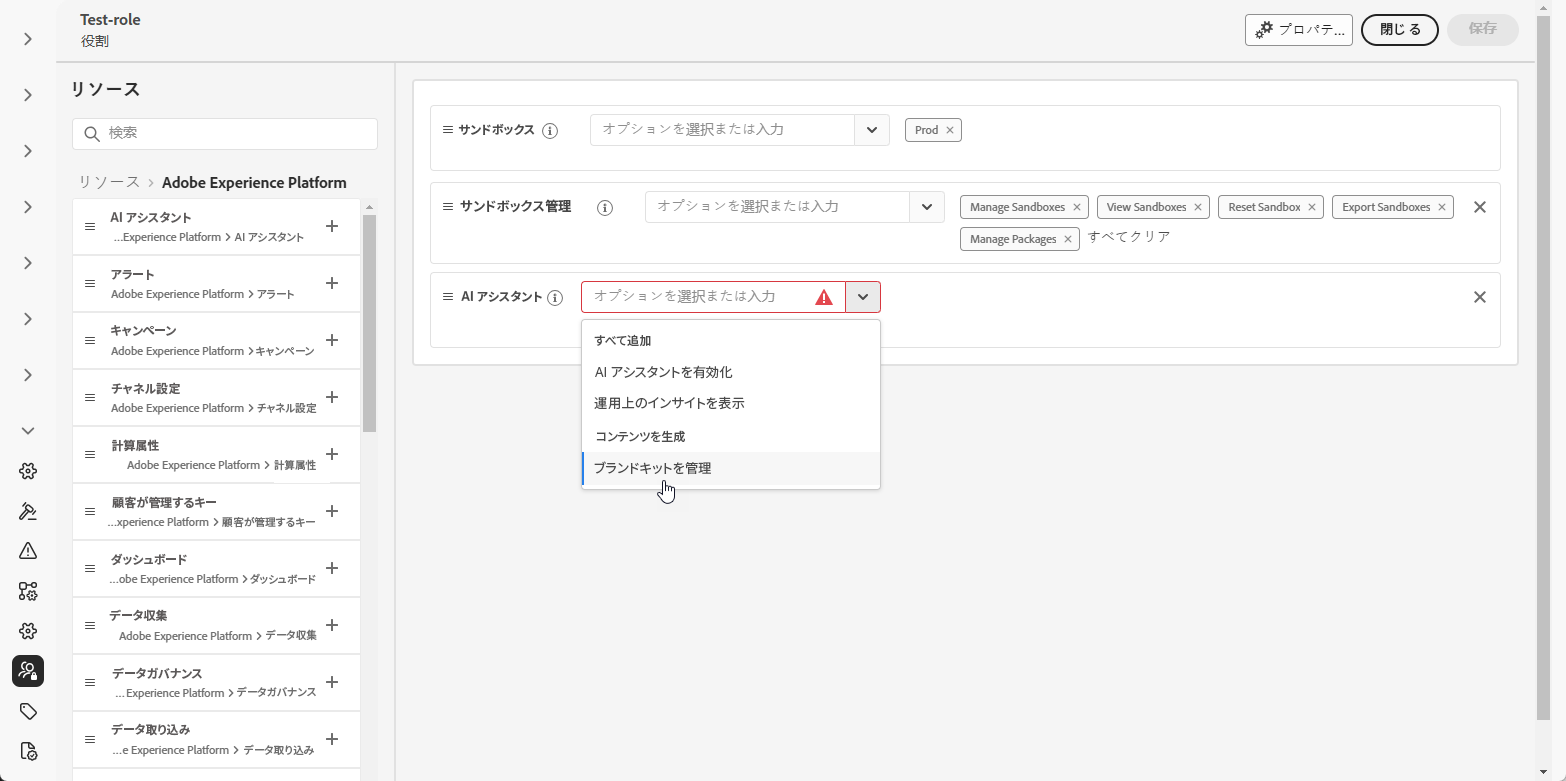 Test-role
役割
プロパテ...
閉じる
保存
リソース
検索
リソース > Adobe Experience Platform
AI アシスタント
...Experience Platform > AI アシスタント
アラート
Adobe Experience Platform > アラート
キャンペーン
Adobe Experience Platform > キャンペーン
チャネル設定
Adobe Experience Platform > チャネル設定
計算属性
Adobe Experience Platform > 計算属性
顧客が管理するキー
...xperience Platform > 顧客が管理するキー
ダッシュボード
...obe Experience Platform > ダッシュボード
データ収集
Adobe Experience Platform > データ収集
データガバナンス
... Experience Platform > データガバナンス
データ取り込み
...e Experience Platform > データ取り込み
サンドボックス
オプションを選択または入力
Prod
サンドボックス管理
オプションを選択または入力
Manage Sandboxes
View Sandboxes
Reset Sandbox
Export Sandboxes
Manage Packages
すべてクリア
AI アシスタント
オプションを選択または入力
すべて追加
AI アシスタントを有効化
運用上のインサイトを表示
コンテンツを生成
ブランドキットを管理